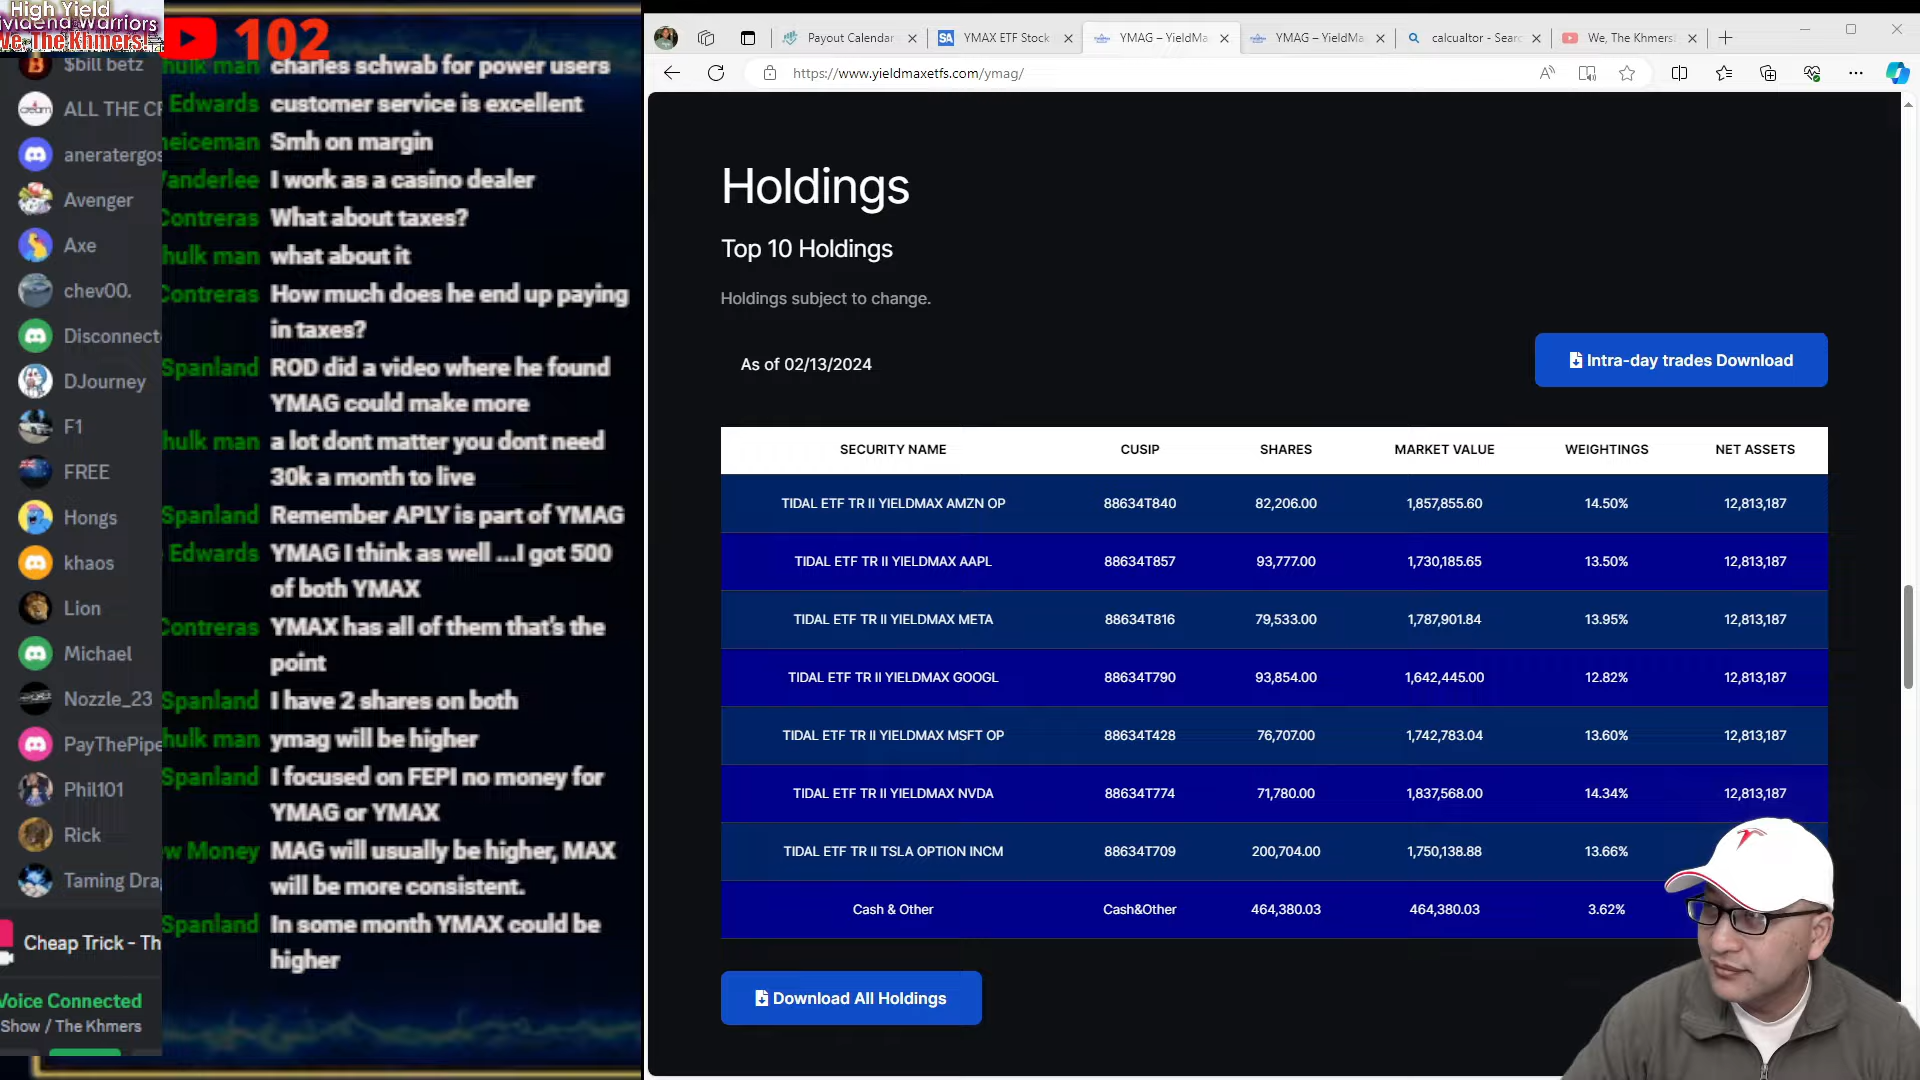 High Yield
ividend Warriors
We, The Khmers!
102
$bill betz
ALL THE CF
aneratergos
Avenger
Axe
chev00.
Disconnect
DJourney
F1
FREE
Hongs
khaos
Lion
Michael
Nozzle_23
PayThePipe
Phil101
Rick
Taming Dra
Cheap Trick - Th
Voice Connected
Show / The Khmers
hulk man charles schwab for power users
Edwards customer service is excellent
neiceman Smh on margin
Vanderlee I work as a casino dealer
Contreras What about taxes?
hulk man what about it
Contreras How much does he end up paying
in taxes?
Spanland ROD did a video where he found
YMAG could make more
hulk man a lot dont matter you dont need
30k a month to live
Spanland Remember APLY is part of YMAG
Edwards YMAG I think as well ...I got 500
of both YMAX
Contreras YMAX has all of them that's the
point
Spanland I have 2 shares on both
hulk man ymag will be higher
Spanland I focused on FEPI no money for
YMAG or YMAX
w Money MAG will usually be higher, MAX
will be more consistent.
Spanland In some month YMAX could be
higher
Payout Calendar
SA YMAX ETF Stock
YMAG – YieldMa
YMAG – YieldMa
calcualtor - Searc
We, The Khmers
https://www.yieldmaxetfs.com/ymag/
Holdings
Top 10 Holdings
Holdings subject to change.
As of 02/13/2024
Intra-day trades Download
SECURITY NAME CUSIP SHARES MARKET VALUE WEIGHTINGS NET ASSETS
TIDAL ETF TR II YIELDMAX AMZN OP 88634T840 82,206.00 1,857,855.60 14.50% 12,813,187
TIDAL ETF TR II YIELDMAX AAPL 88634T857 93,777.00 1,730,185.65 13.50% 12,813,187
TIDAL ETF TR II YIELDMAX META 88634T816 79,533.00 1,787,901.84 13.95% 12,813,187
TIDAL ETF TR II YIELDMAX GOOGL 88634T790 93,854.00 1,642,445.00 12.82% 12,813,187
TIDAL ETF TR II YIELDMAX MSFT OP 88634T428 76,707.00 1,742,783.04 13.60% 12,813,187
TIDAL ETF TR II YIELDMAX NVDA 88634T774 71,780.00 1,837,568.00 14.34% 12,813,187
TIDAL ETF TR II TSLA OPTION INCM 88634T709 200,704.00 1,750,138.88 13.66%
Cash & Other Cash&Other 464,380.03 464,380.03 3.62%
Download All Holdings